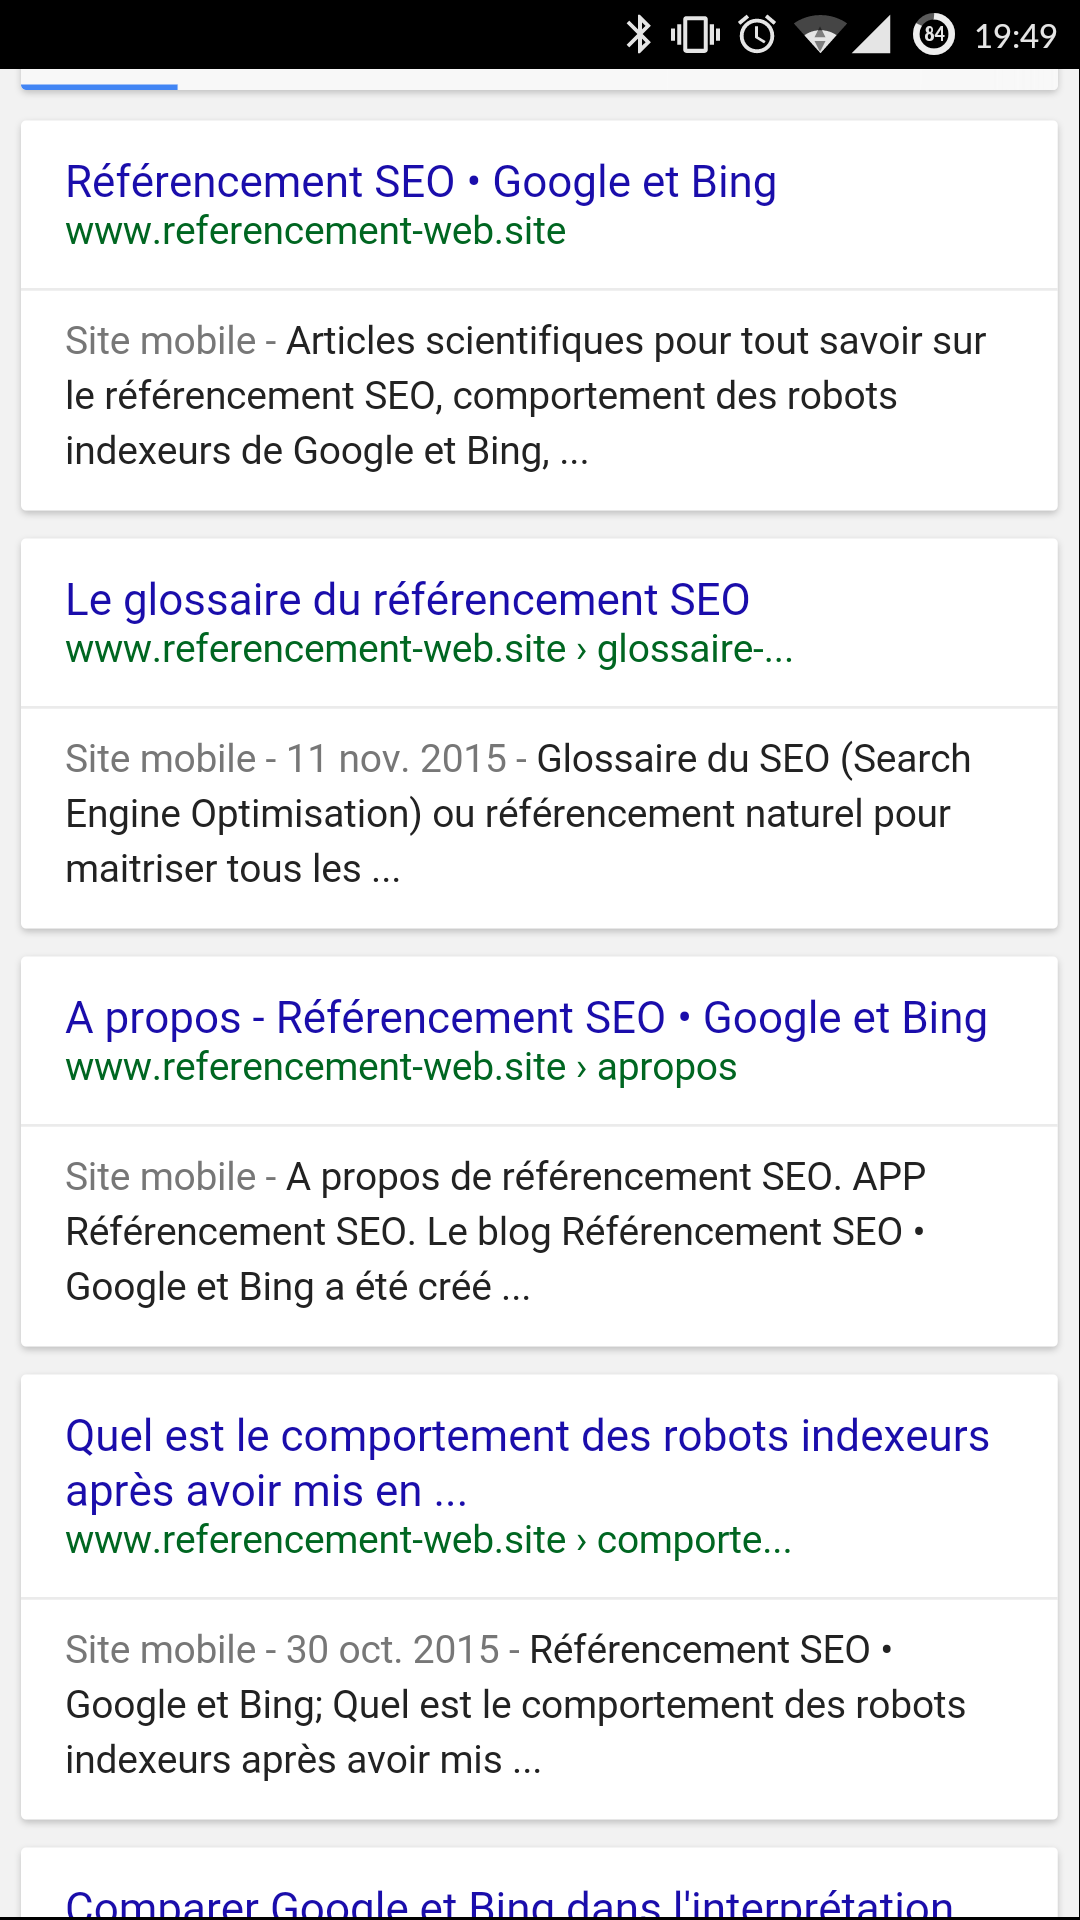 84 19:49
Référencement SEO • Google et Bing
www.referencement-web.site
Site mobile - Articles scientifiques pour tout savoir sur
le référencement SEO, comportement des robots
indexeurs de Google et Bing, ...
Le glossaire du référencement SEO
www.referencement-web.site › glossaire-...
Site mobile - 11 nov. 2015 - Glossaire du SEO (Search
Engine Optimisation) ou référencement naturel pour
maitriser tous les ...
A propos - Référencement SEO • Google et Bing
www.referencement-web.site › apropos
Site mobile - A propos de référencement SEO. APP
Référencement SEO. Le blog Référencement SEO •
Google et Bing a été créé ...
Quel est le comportement des robots indexeurs
après avoir mis en ...
www.referencement-web.site › comporte...
Site mobile - 30 oct. 2015 - Référencement SEO •
Google et Bing; Quel est le comportement des robots
indexeurs après avoir mis ...
Comparer Google et Bing dans l'interprétation